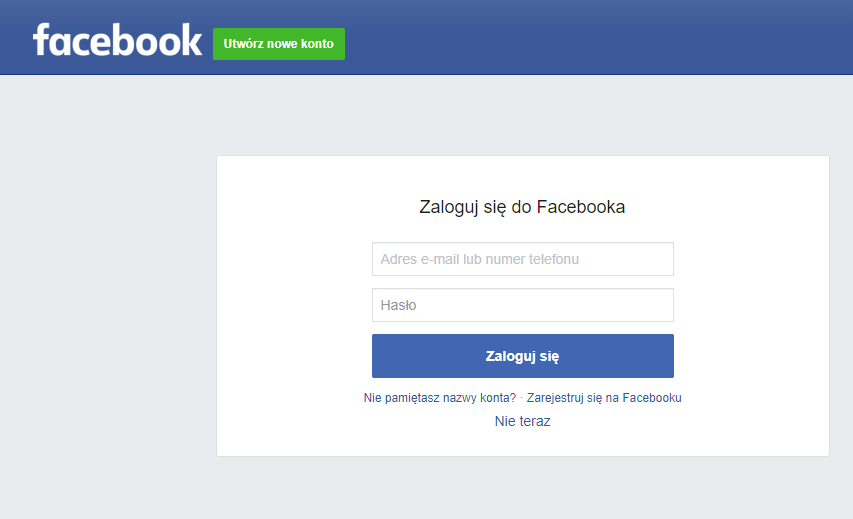 facebook Utwórz nowe konto
Zaloguj się do Facebooka
Adres e-mail lub numer telefonu
Hasło
Zaloguj się
Nie pamiętasz nazwy konta? · Zarejestruj się na Facebooku
Nie teraz